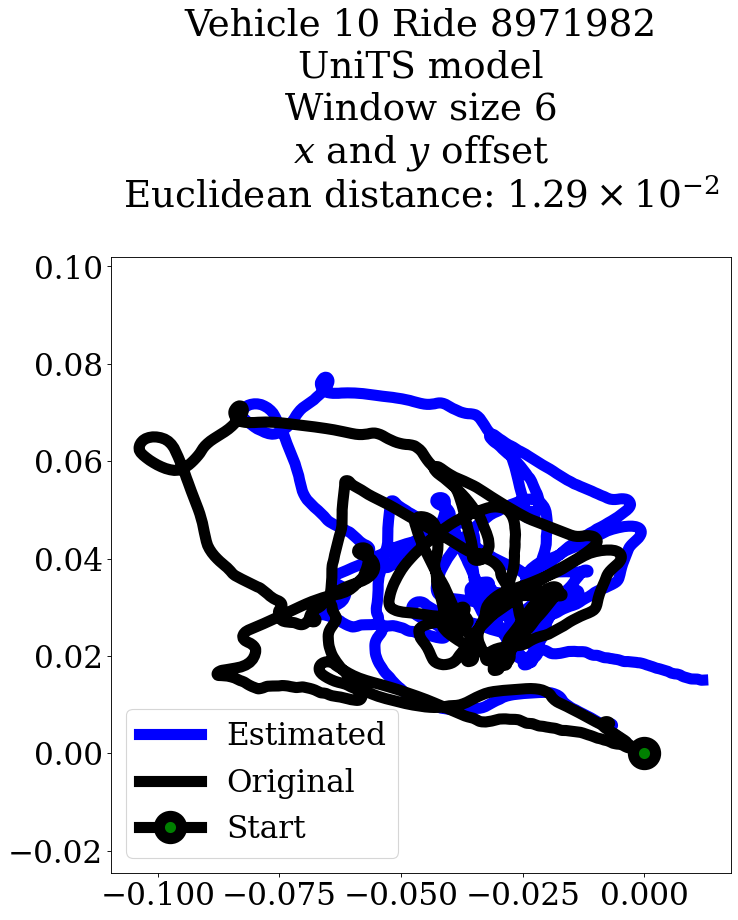 Vehicle 10 Ride 8971982
UniTS model
Window size 6
x and y offset
Euclidean distance: 1.29 × 10⁻²
0.10
0.08
0.06
0.04
0.02
0.00
−0.02
Estimated
Original
Start
−0.100 −0.075 −0.050 −0.025 0.000